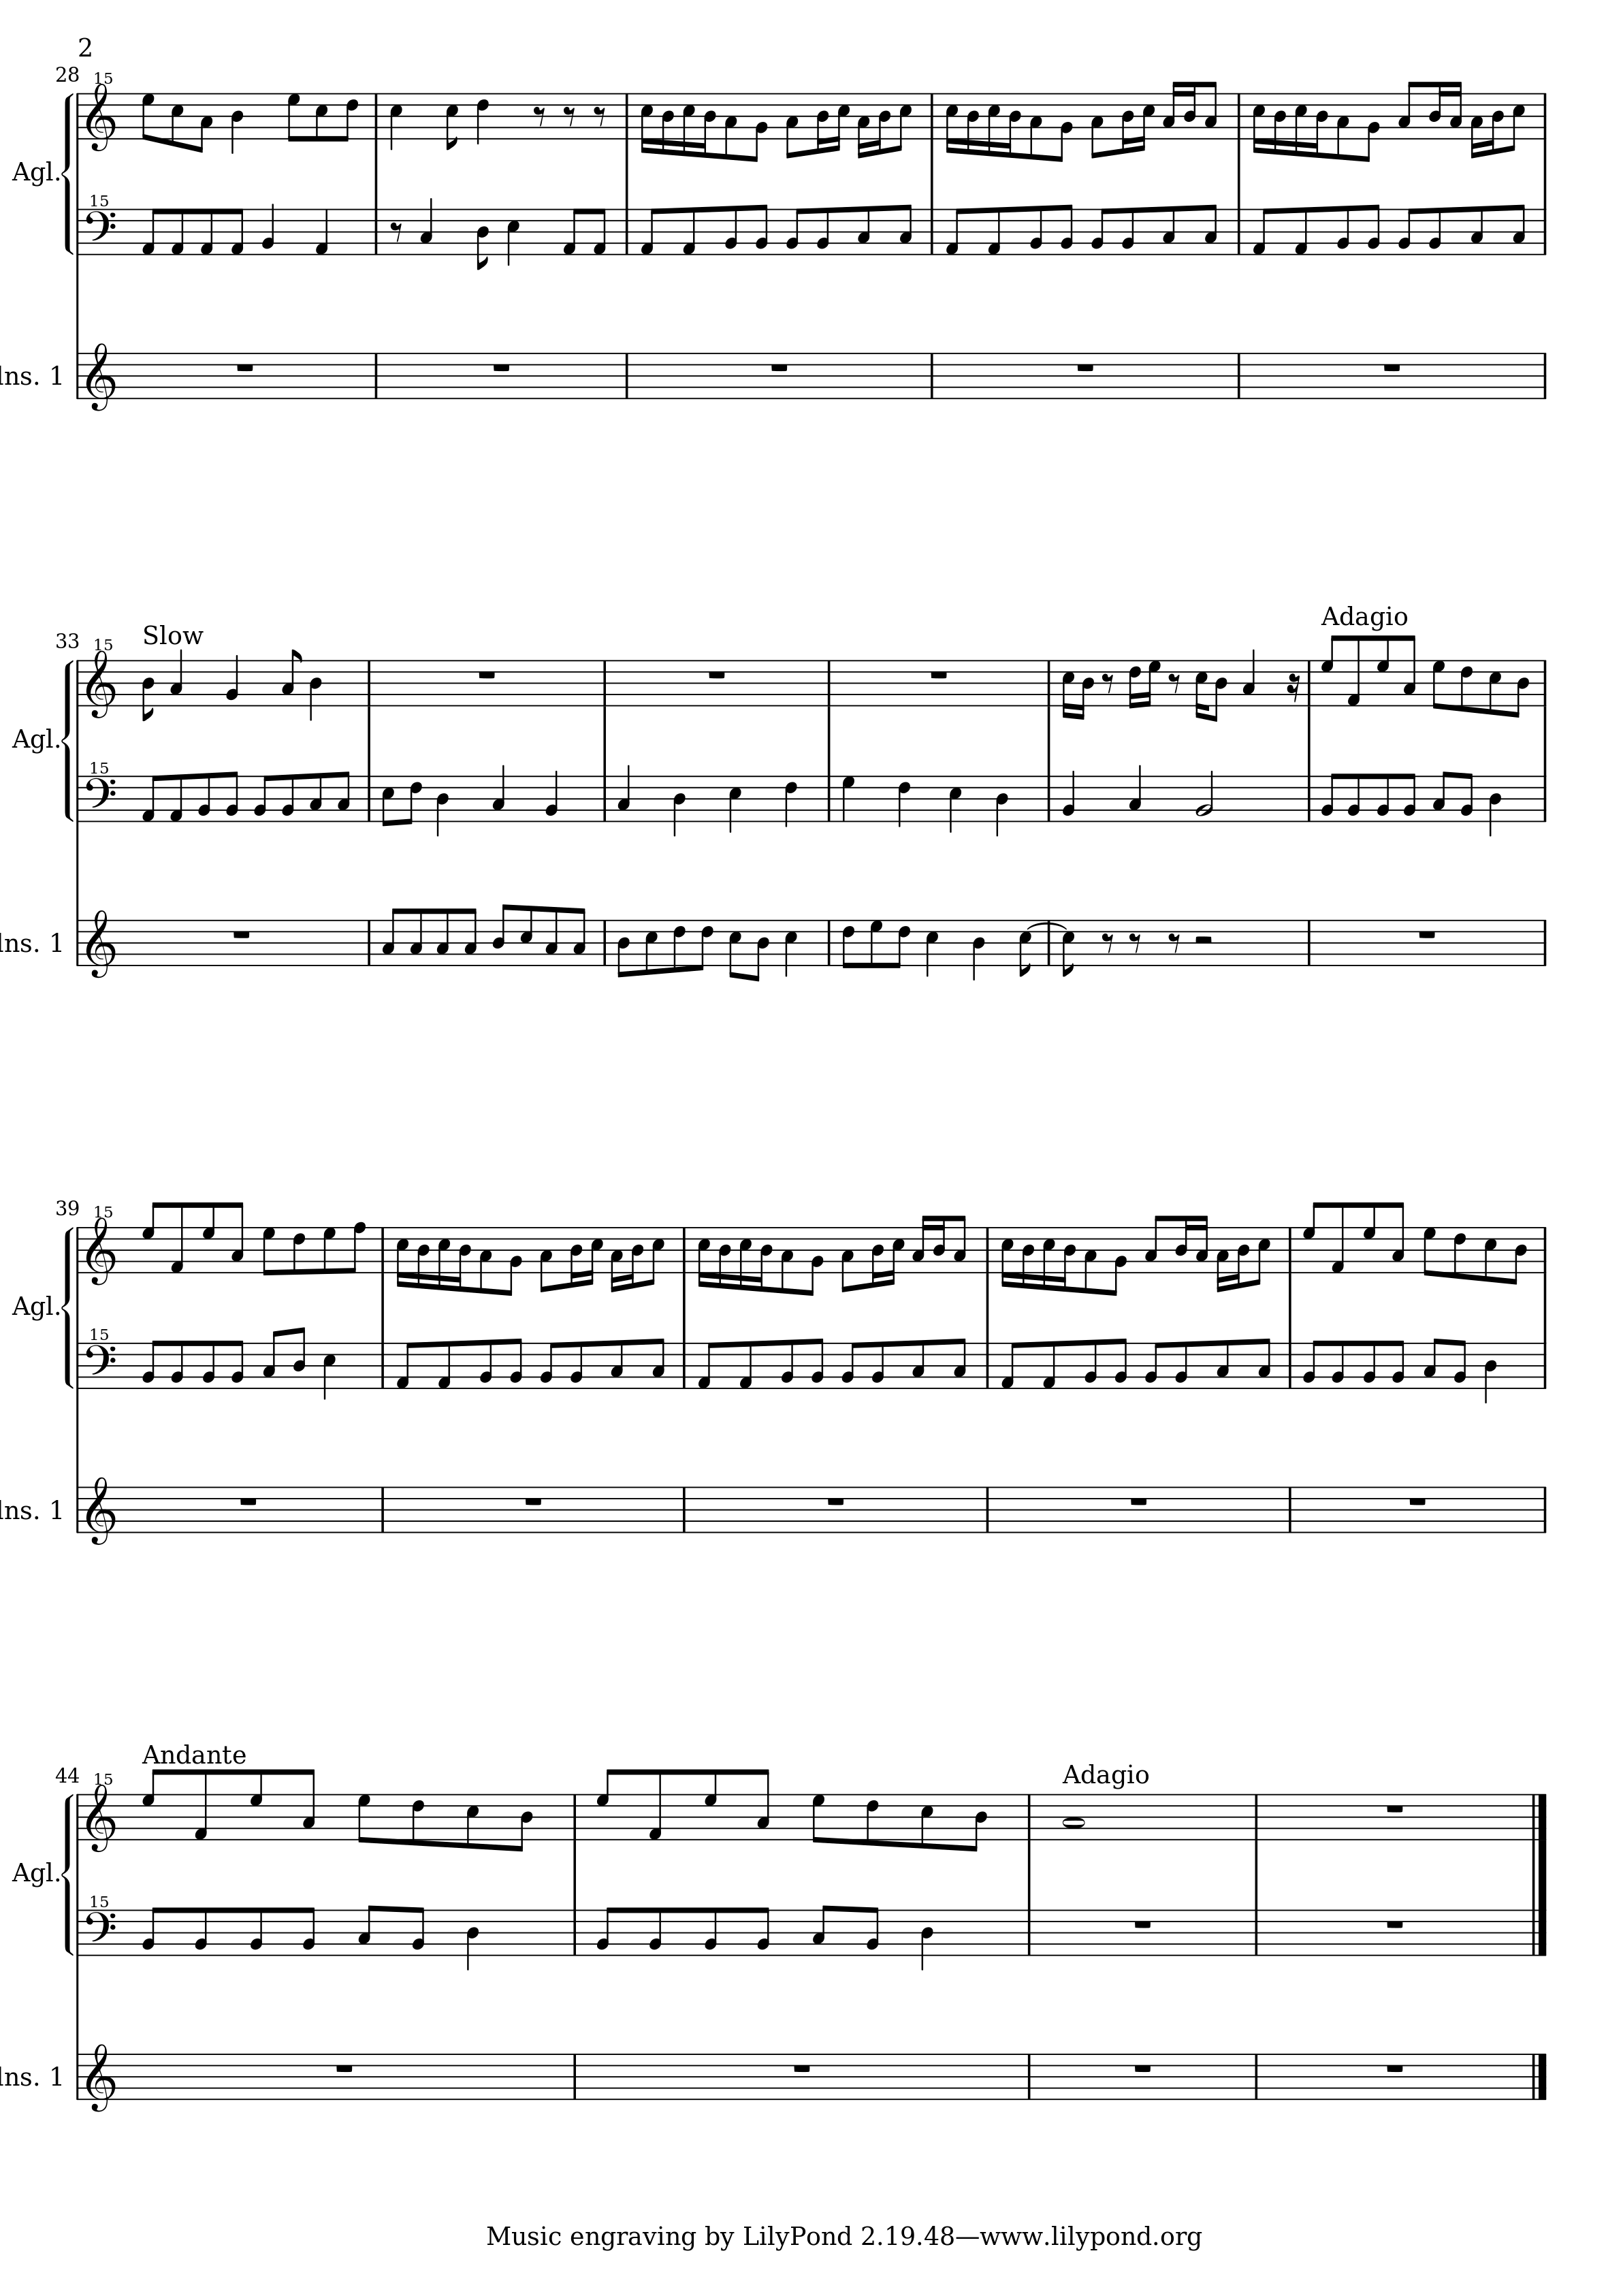 2
28
15
Agl.
15
Ins. 1
Slow
33
15
Adagio
Agl.
15
Ins. 1
39
15
Agl.
15
Ins. 1
Andante
44
15
Adagio
Agl.
15
Ins. 1
Music engraving by LilyPond 2.19.48—www.lilypond.org